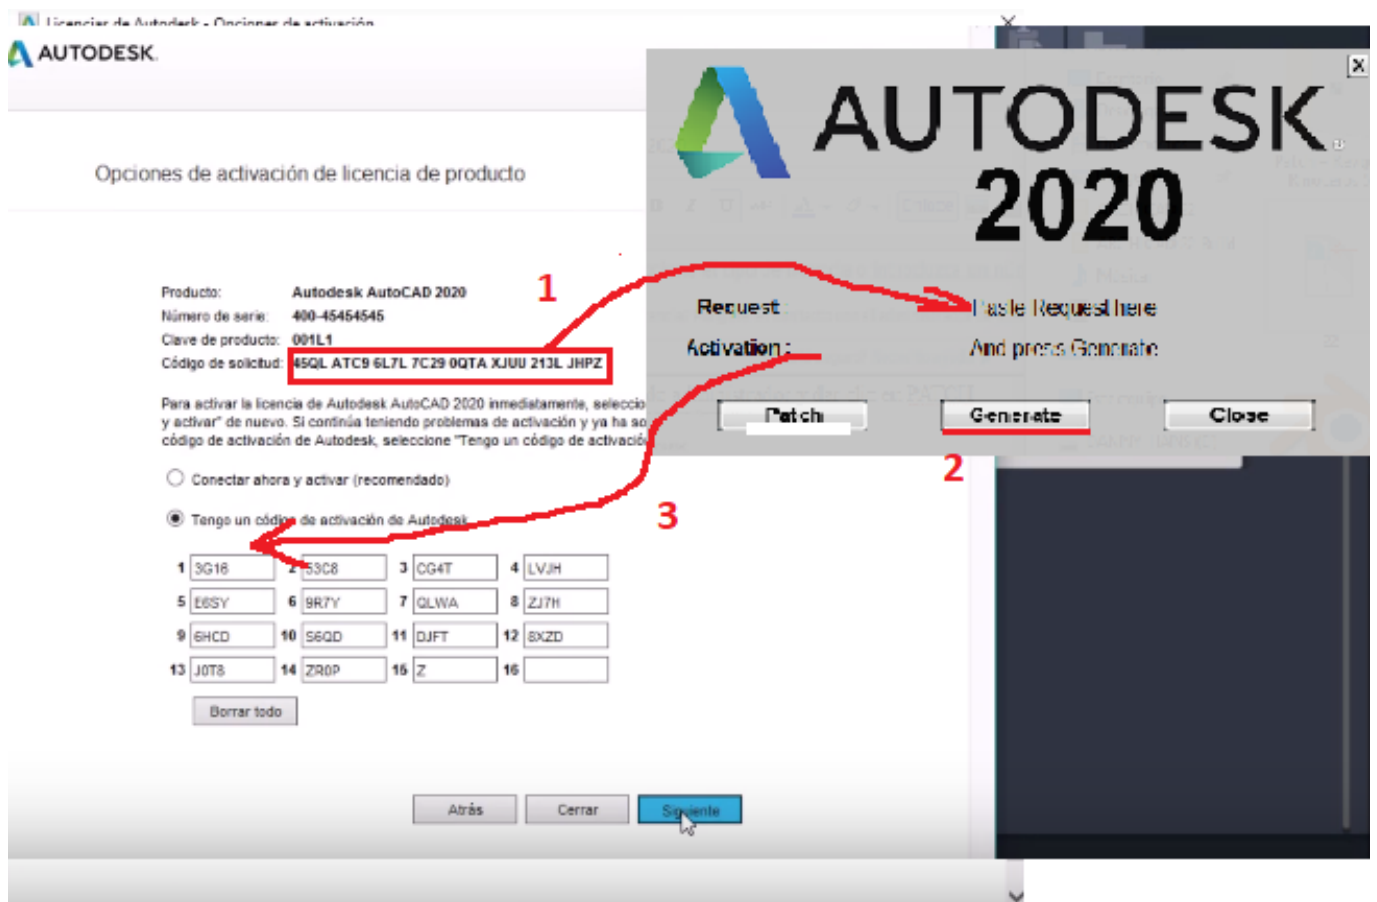 Licenciar de Autodesk - Opciones de activación
AUTODESK.
Opciones de activación de licencia de producto
Producto: Autodesk AutoCAD 2020
Número de serie: 400-45454545
Clave de producto: 001L1
Código de solicitud: 45QL ATC9 6L7L 7C29 0QTA XJUU 213L JHPZ
Para activar la licencia de Autodesk AutoCAD 2020 inmediatamente, seleccio
y activar" de nuevo. Si continúa teniendo problemas de activación y ya ha so
código de activación de Autodesk, seleccione "Tengo un código de activación
Conectar ahora y activar (recomendado)
Tengo un código de activación de Autodesk
1 3G16 2 53C8 3 CG4T 4 LVJH
5 E6SY 6 9R7Y 7 QLWA 8 ZJ7H
9 6HCD 10 S6QD 11 DJFT 12 8XZD
13 J0T8 14 ZR0P 15 Z 16
Borrar todo
Atrás Cerrar Siguiente
AUTODESK
2020
Request: Paste Request here
Activation: And press Generate
Patch Generate Close
1
2
3